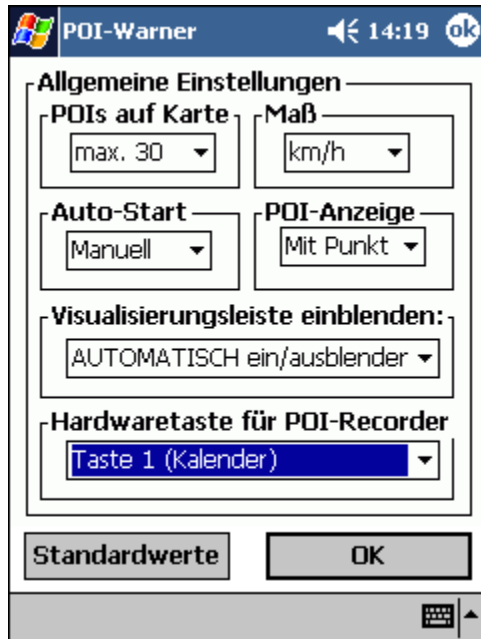 POI-Warner 14:19 ok
Allgemeine Einstellungen
POIs auf Karte Maß
max. 30 km/h
Auto-Start POI-Anzeige
Manuell Mit Punkt
Visualisierungsleiste einblenden:
AUTOMATISCH ein/ausblender
Hardwaretaste für POI-Recorder
Taste 1 (Kalender)
Standardwerte OK